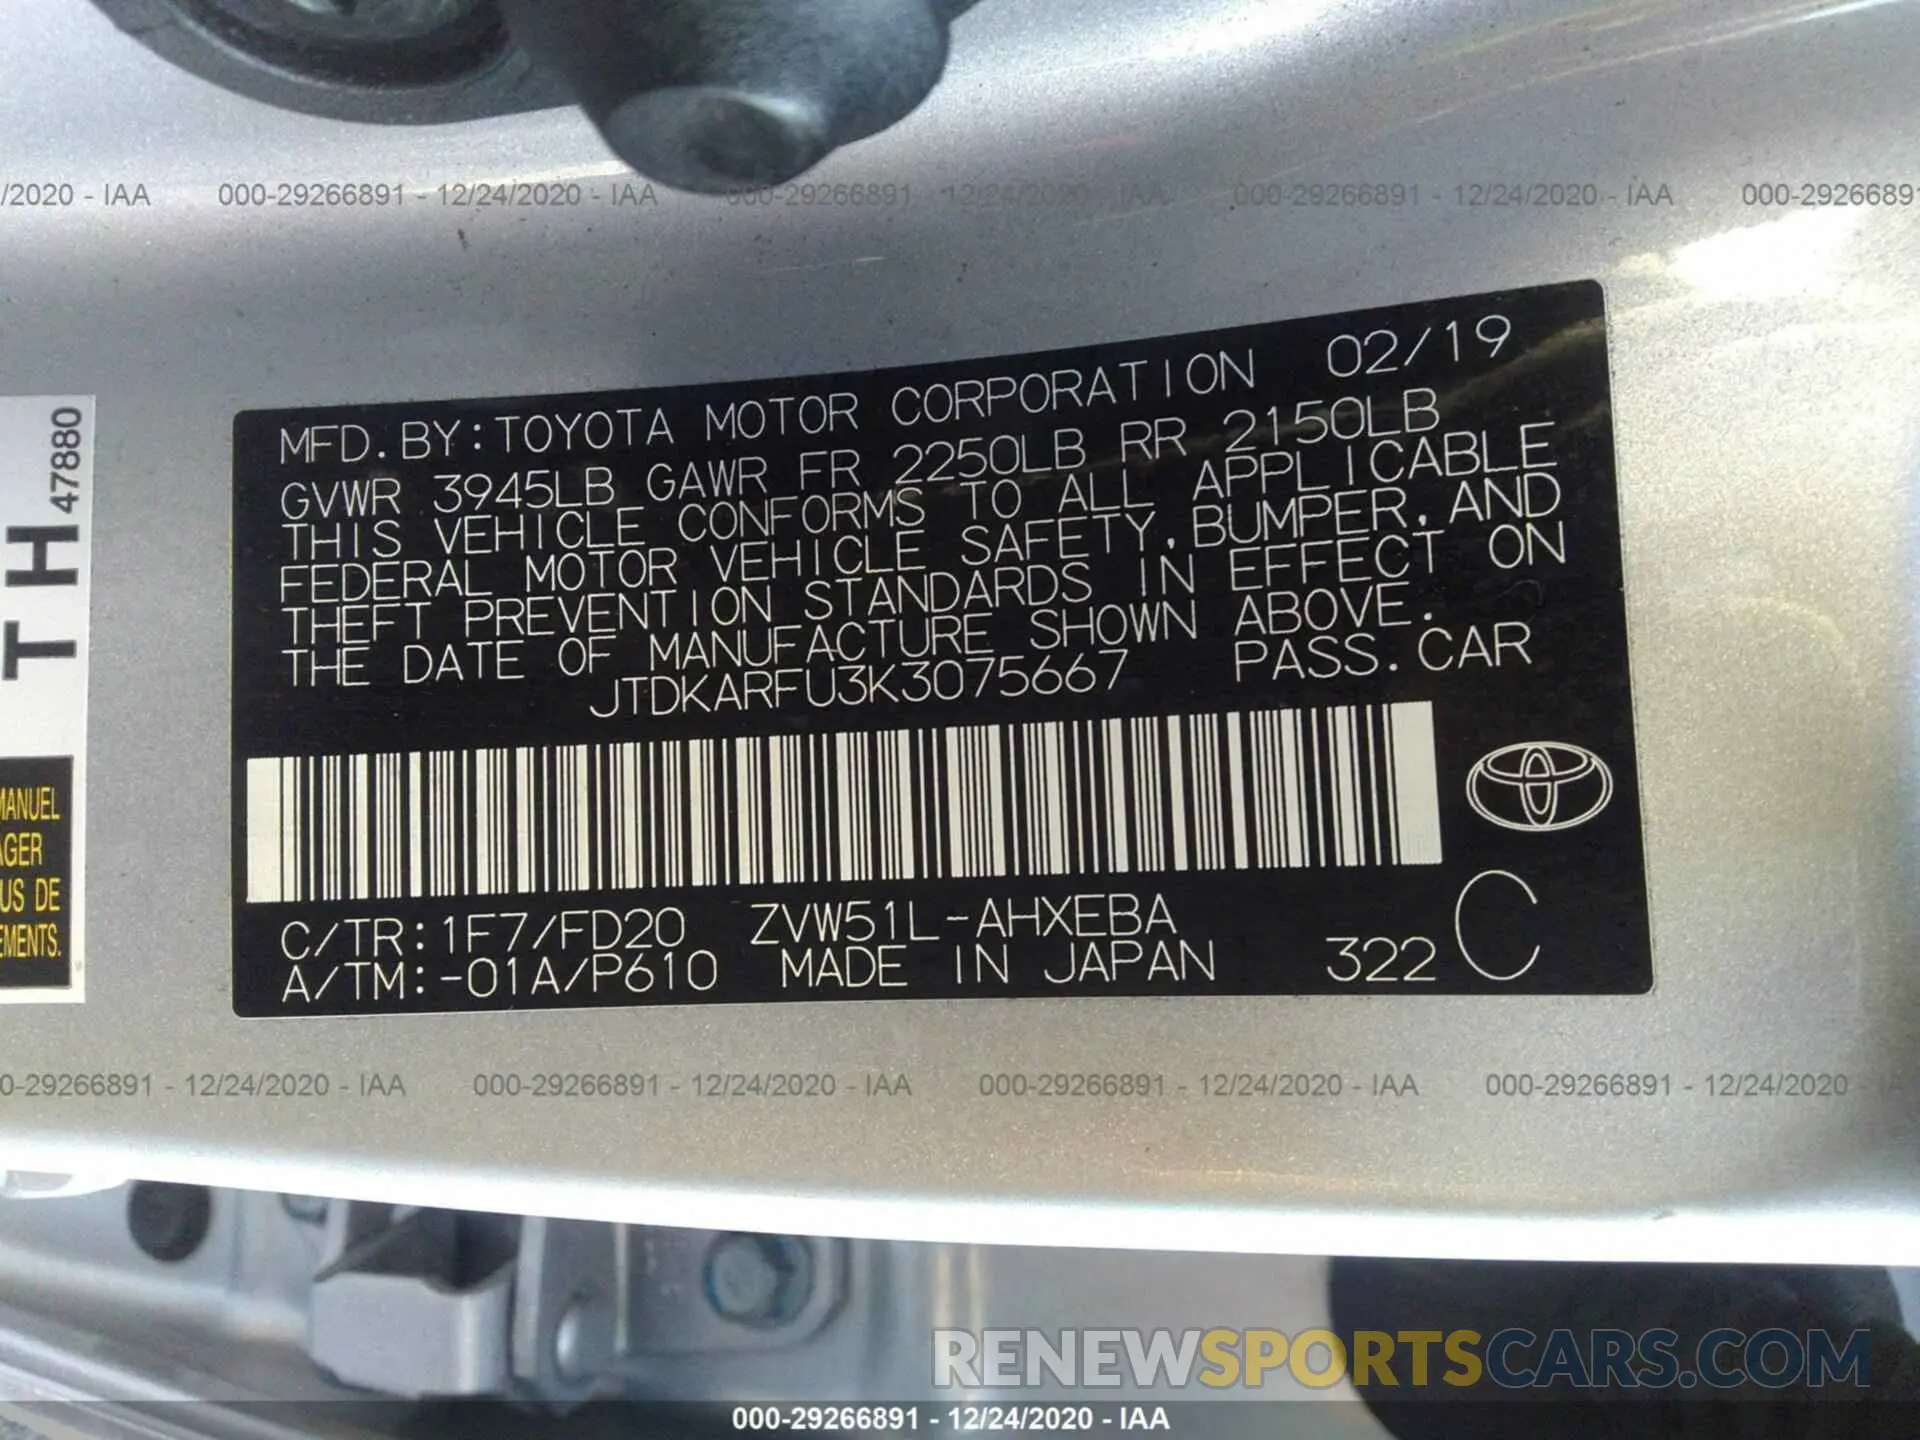 /2020 - IAA 000-29266891 - 12/24/2020 - IAA 000-29266891 - 12/24/2020 - IAA 000-29266891 - 12/24/2020 - IAA 000-2926689
MFD. BY: TOYOTA MOTOR CORPORATION 02/19
GVWR 3945LB GAWR FR 2250LB RR 2150LB
THIS VEHICLE CONFORMS TO ALL APPLICABLE
FEDERAL MOTOR VEHICLE SAFETY, BUMPER, AND
THEFT PREVENTION STANDARDS IN EFFECT ON
THE DATE OF MANUFACTURE SHOWN ABOVE.
JTDKARFU3K3075667 PASS. CAR
C/TR: 1F7/FD20 ZVW51L-AHXEBA
A/TM: -01A/P610 MADE IN JAPAN 322 C
TH 47880
MANUEL
AGER
US DE
EMENTS.
0-29266891 - 12/24/2020 - IAA 000-29266891 - 12/24/2020 - IAA 000-29266891 - 12/24/2020 - IAA 000-29266891 - 12/24/2020 - IA
RENEWSPORTSCARS.COM
000-29266891 - 12/24/2020 - IAA